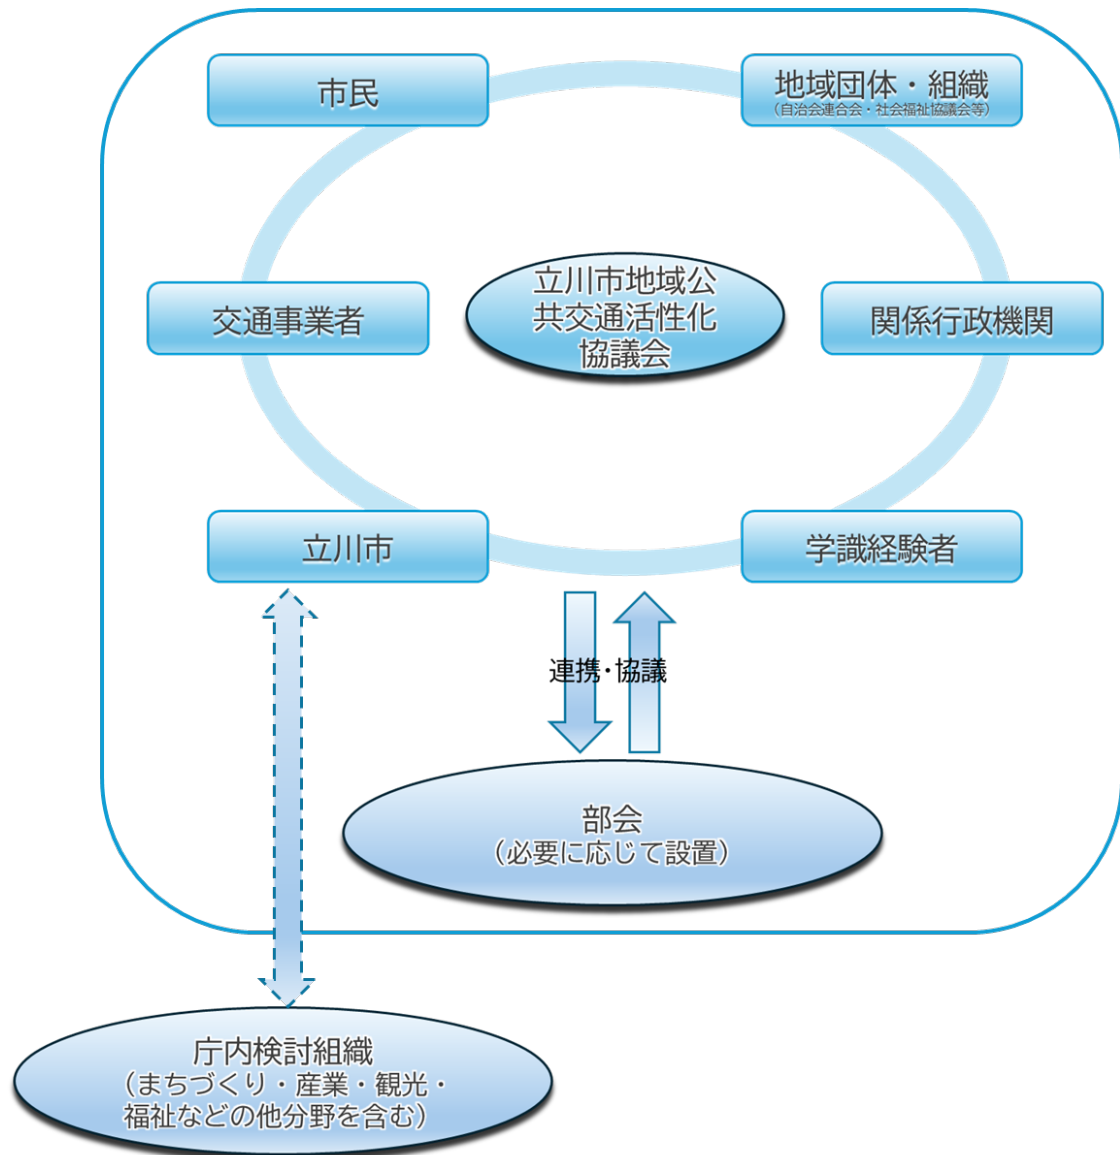 市民
地域団体・組織
（自治会連合会・社会福祉協議会等）
立川市地域公
共交通活性化
協議会
交通事業者
関係行政機関
立川市
学識経験者
連携・協議
部会
（必要に応じて設置）
庁内検討組織
（まちづくり・産業・観光・
福祉などの他分野を含む）